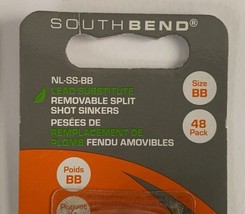 SOUTH BEND®
NL-SS-BB
LEAD SUBSTITUTE
REMOVABLE SPLIT
SHOT SINKERS
PESÉES DE
REMPLACEMENT DE
PLOMB FENDU AMOVIBLES
Size
BB
48
Pack
Poids
BB
Paquet